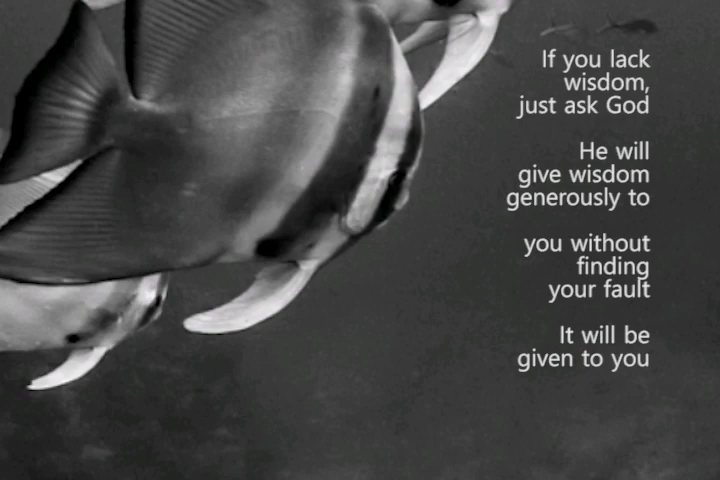 If you lack
wisdom,
just ask God
He will
give wisdom
generously to
you without
finding
your fault
It will be
given to you